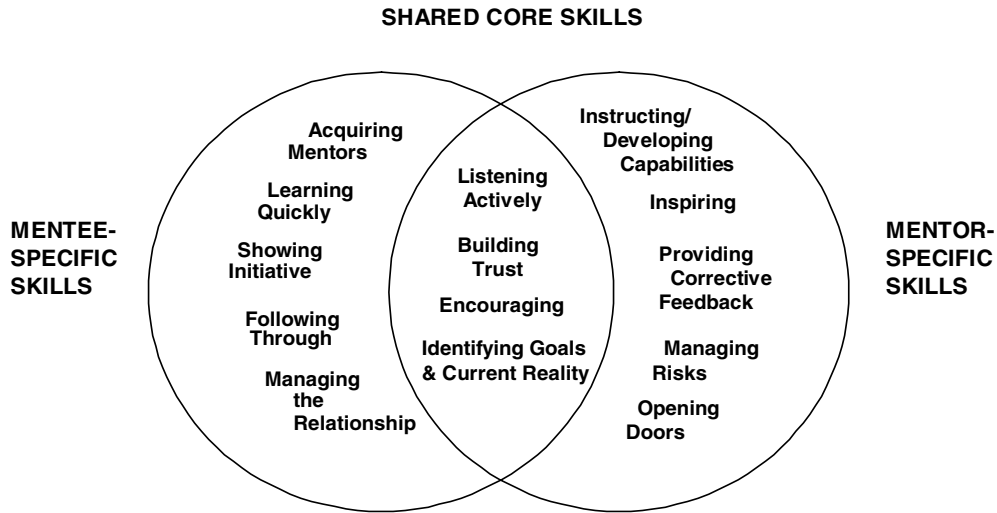 SHARED CORE SKILLS
MENTEE-
SPECIFIC
SKILLS
Acquiring
Mentors
Learning
Quickly
Showing
Initiative
Following
Through
Managing
the
Relationship
Listening
Actively
Building
Trust
Encouraging
Identifying Goals
& Current Reality
Instructing/
Developing
Capabilities
Inspiring
Providing
Corrective
Feedback
Managing
Risks
Opening
Doors
MENTOR-
SPECIFIC
SKILLS